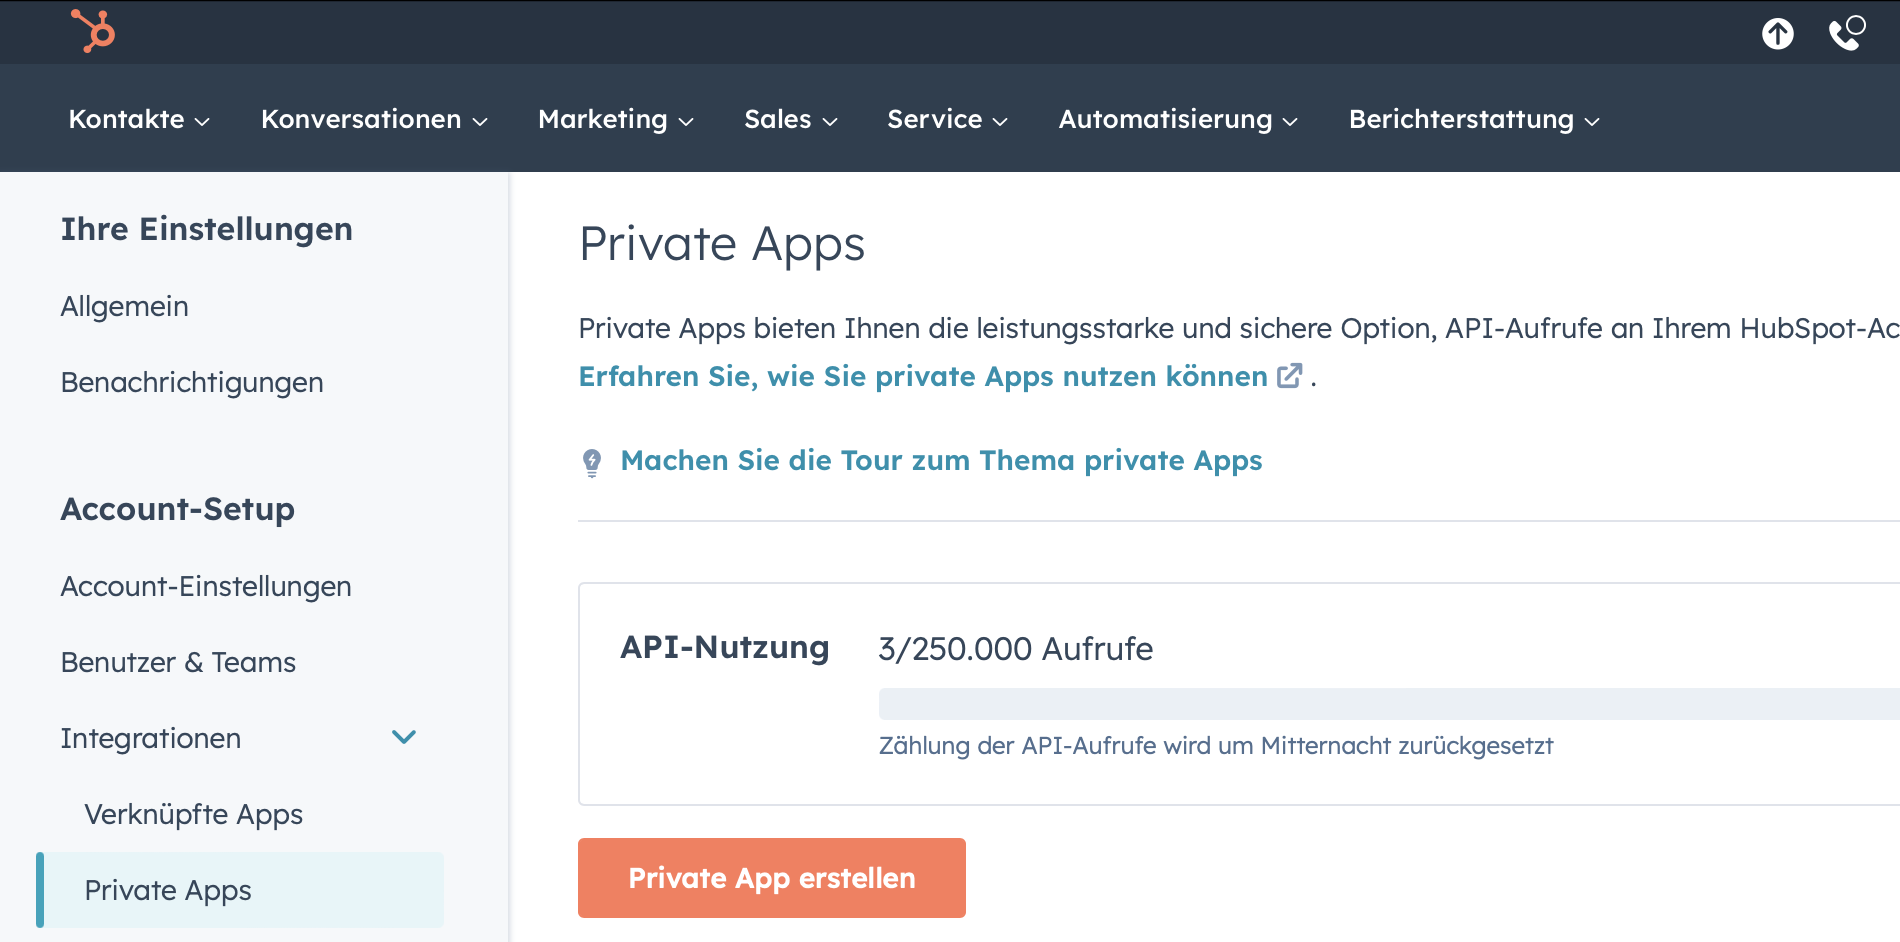 Kontakte Konversationen Marketing Sales Service Automatisierung Berichterstattung
Ihre Einstellungen
Allgemein
Benachrichtigungen
Account-Setup
Account-Einstellungen
Benutzer & Teams
Integrationen
Verknüpfte Apps
Private Apps
Private Apps
Private Apps bieten Ihnen die leistungsstarke und sichere Option, API-Aufrufe an Ihrem HubSpot-Ac
Erfahren Sie, wie Sie private Apps nutzen können .
Machen Sie die Tour zum Thema private Apps
API-Nutzung 3/250.000 Aufrufe
Zählung der API-Aufrufe wird um Mitternacht zurückgesetzt
Private App erstellen